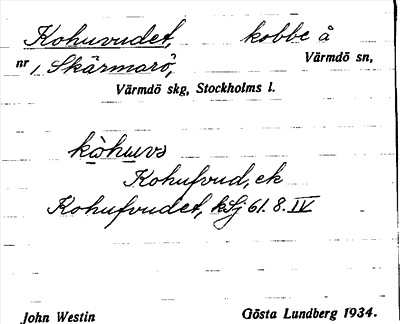 Kohuvudet, kobbe å
nr 1 Skärmarö, Värmdö sn,
Värmdö skg, Stockholms l.
kòhuvs
Kohufvud, ek
Kohufvudet, kSj 61. 8. IV
John Westin Gösta Lundberg 1934.